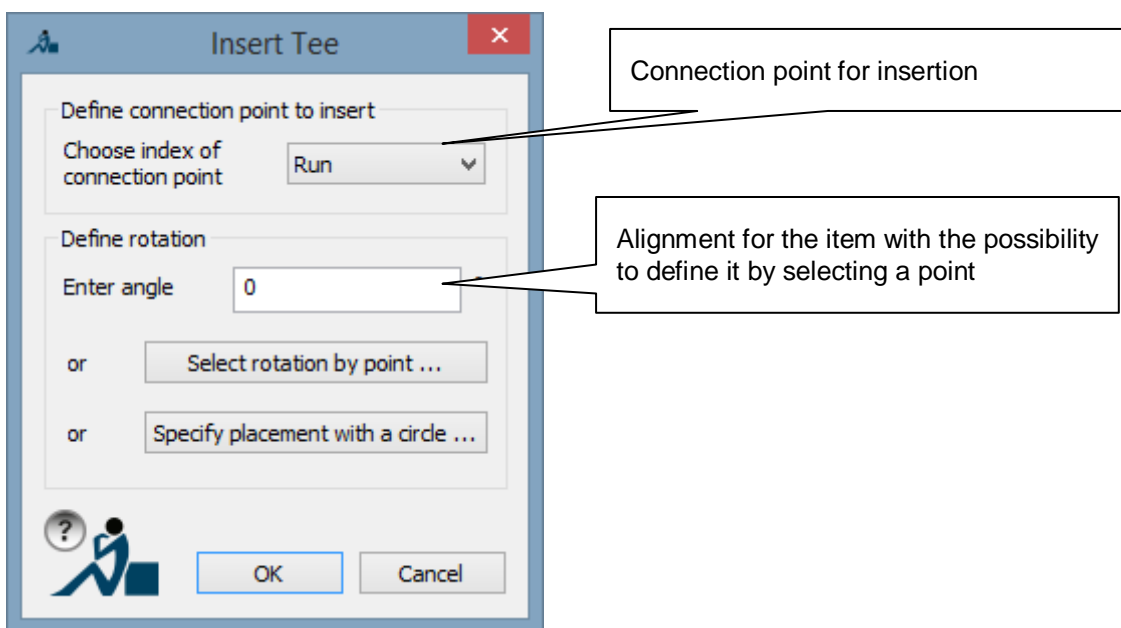 Insert Tee
Connection point for insertion
Define connection point to insert
Choose index of
connection point
Run
Alignment for the item with the possibility
to define it by selecting a point
Define rotation
Enter angle
0
or
Select rotation by point ...
or
Specify placement with a circle ...
?
OK
Cancel